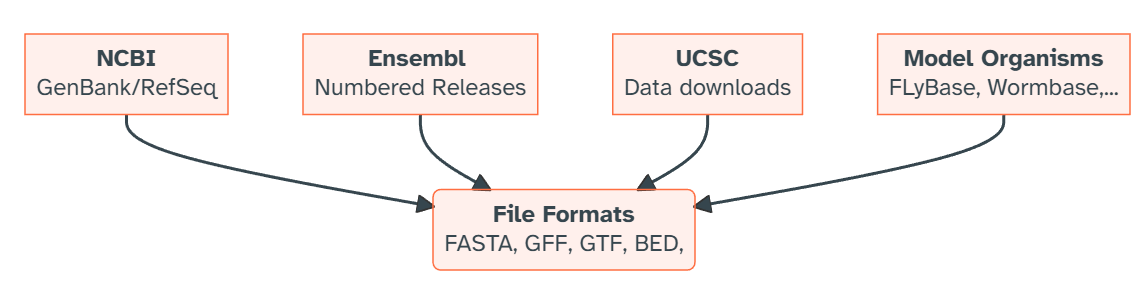 NCBI
GenBank/RefSeq
Ensembl
Numbered Releases
UCSC
Data downloads
Model Organisms
FLyBase, Wormbase,...
File Formats
FASTA, GFF, GTF, BED,